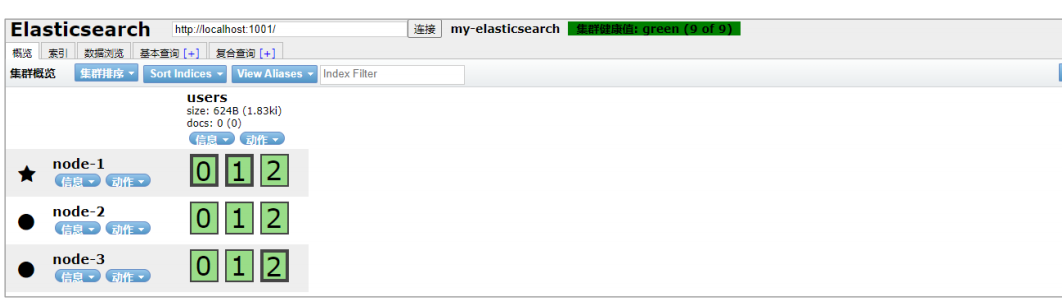 Elasticsearch http://localhost:1001/ 连接 my-elasticsearch 集群健康值: green (9 of 9)
概览 索引 数据浏览 基本查询 [+] 复合查询 [+]
集群概览 集群排序 Sort Indices View Aliases Index Filter
users
size: 624B (1.83ki)
docs: 0 (0)
信息 动作
node-1 0 1 2
信息 动作
node-2 0 1 2
信息 动作
node-3 0 1 2
信息 动作